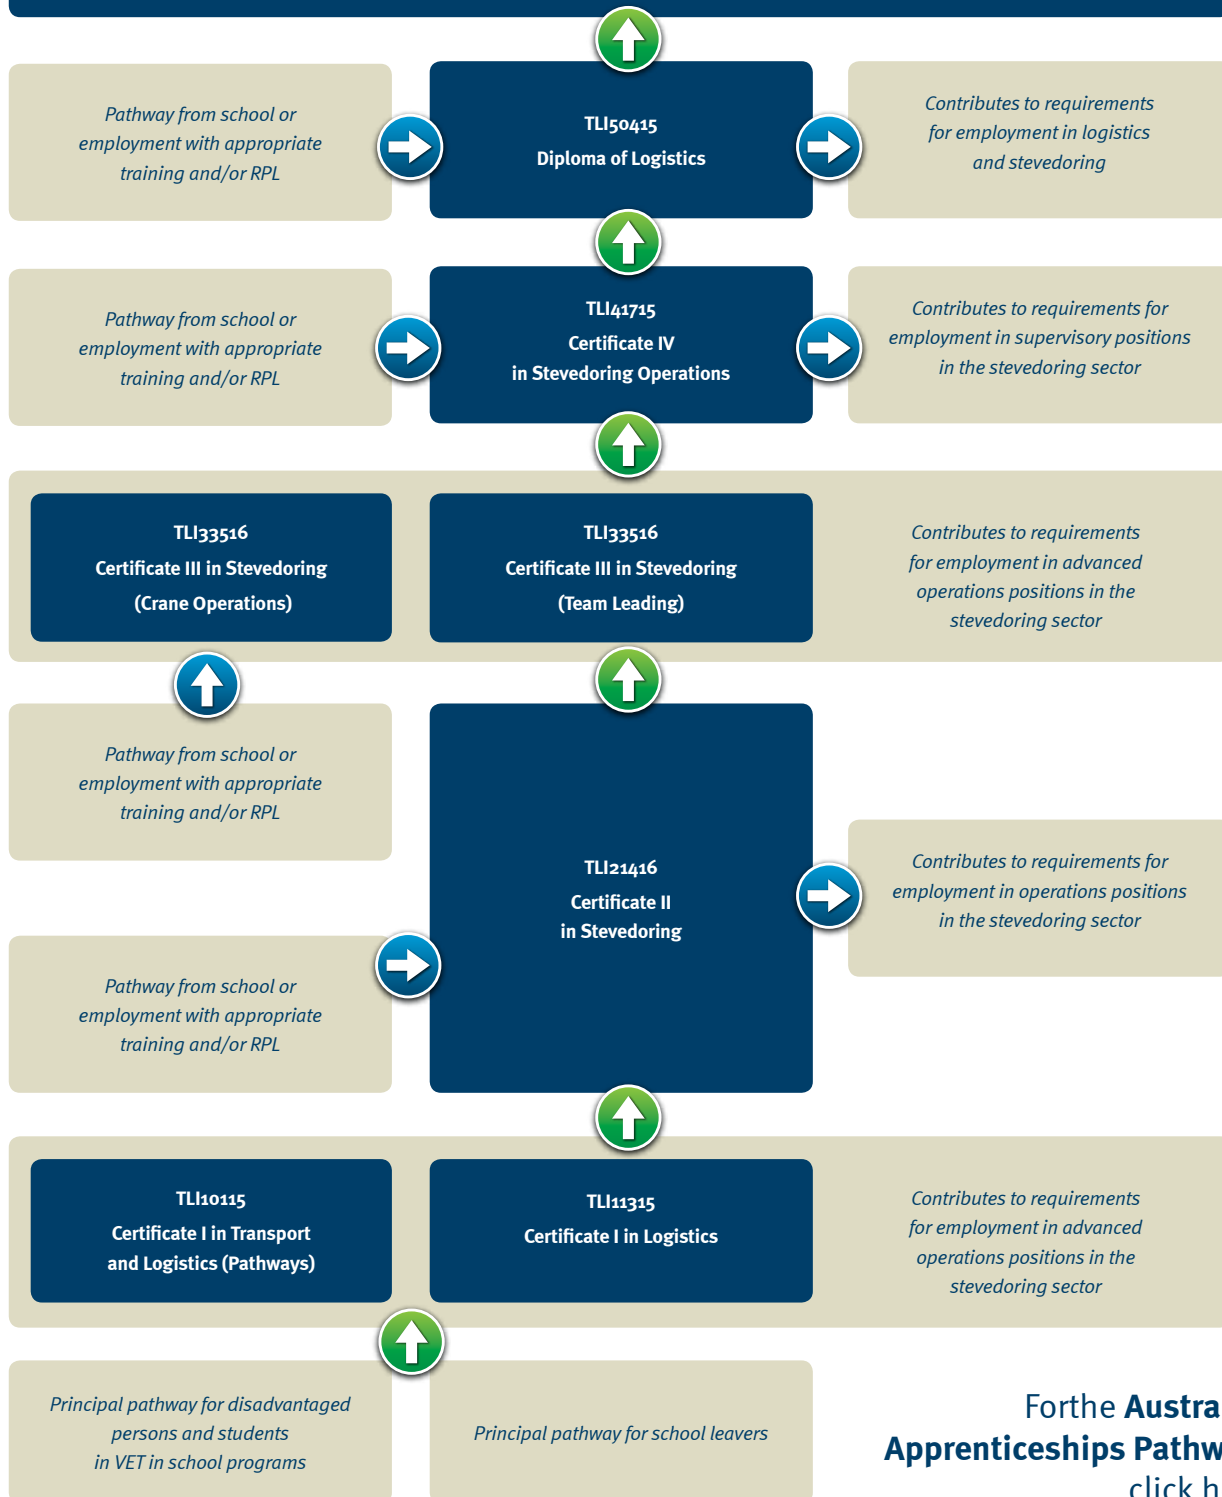 Pathway from school or
employment with appropriate
training and/or RPL
TLI50415
Diploma of Logistics
Contributes to requirements
for employment in logistics
and stevedoring
Pathway from school or
employment with appropriate
training and/or RPL
TLI41715
Certificate IV
in Stevedoring Operations
Contributes to requirements for
employment in supervisory positions
in the stevedoring sector
TLI33516
Certificate III in Stevedoring
(Crane Operations)
TLI33516
Certificate III in Stevedoring
(Team Leading)
Contributes to requirements
for employment in advanced
operations positions in the
stevedoring sector
Pathway from school or
employment with appropriate
training and/or RPL
TLI21416
Certificate II
in Stevedoring
Contributes to requirements for
employment in operations positions
in the stevedoring sector
Pathway from school or
employment with appropriate
training and/or RPL
TLI10115
Certificate I in Transport
and Logistics (Pathways)
TLI11315
Certificate I in Logistics
Contributes to requirements
for employment in advanced
operations positions in the
stevedoring sector
Principal pathway for disadvantaged
persons and students
in VET in school programs
Principal pathway for school leavers
Forthe Austra
Apprenticeships Pathw
click h